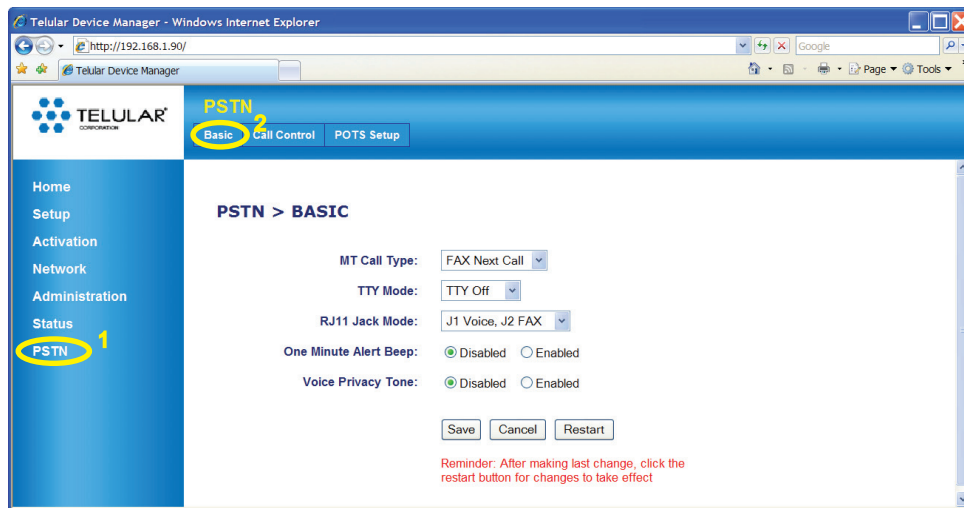 Telular Device Manager - Windows Internet Explorer
http://192.168.1.90/
Google
Telular Device Manager
Page
Tools
TELULAR
CORPORATION
PSTN
2
Basic
Call Control
POTS Setup
Home
Setup
Activation
Network
Administration
Status
PSTN
1
PSTN > BASIC
MT Call Type: FAX Next Call
TTY Mode: TTY Off
RJ11 Jack Mode: J1 Voice, J2 FAX
One Minute Alert Beep: Disabled Enabled
Voice Privacy Tone: Disabled Enabled
Save Cancel Restart
Reminder: After making last change, click the
restart button for changes to take effect